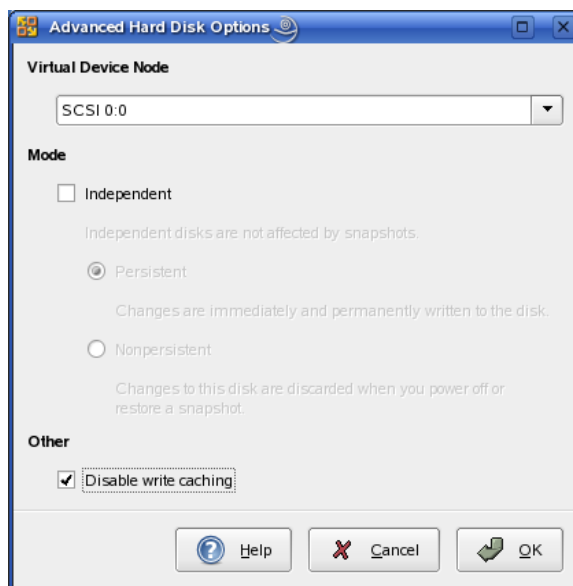 Advanced Hard Disk Options
Virtual Device Node
SCSI 0:0
Mode
Independent
Independent disks are not affected by snapshots.
Persistent
Changes are immediately and permanently written to the disk.
Nonpersistent
Changes to this disk are discarded when you power off or
restore a snapshot.
Other
Disable write caching
Help
Cancel
OK